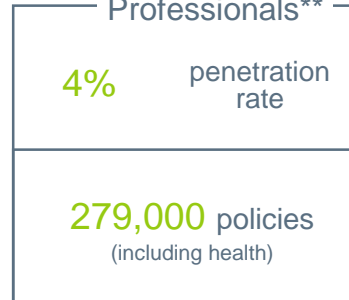 Professionals**
4% penetration
rate
279,000 policies
(including health)